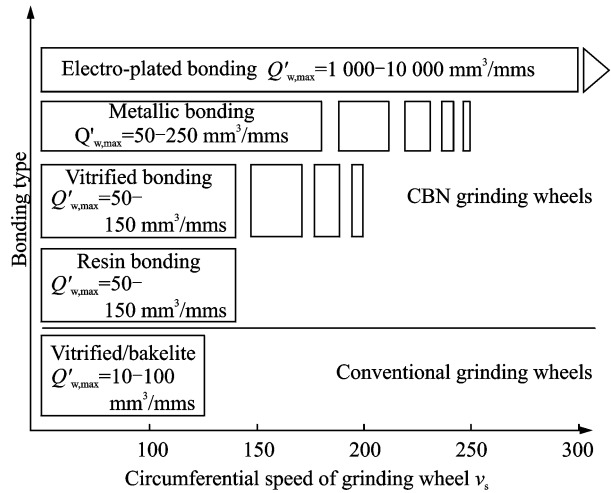 Bonding type
Electro-plated bonding Q′w,max=1 000−10 000 mm³/mms
Metallic bonding
Q'w,max=50−250 mm³/mms
Vitrified bonding
Q′w,max=50−
150 mm³/mms
CBN grinding wheels
Resin bonding
Q′w,max=50−
150 mm³/mms
Vitrified/bakelite
Q′w,max=10−100
mm³/mms
Conventional grinding wheels
100 150 200 250 300
Circumferential speed of grinding wheel vs